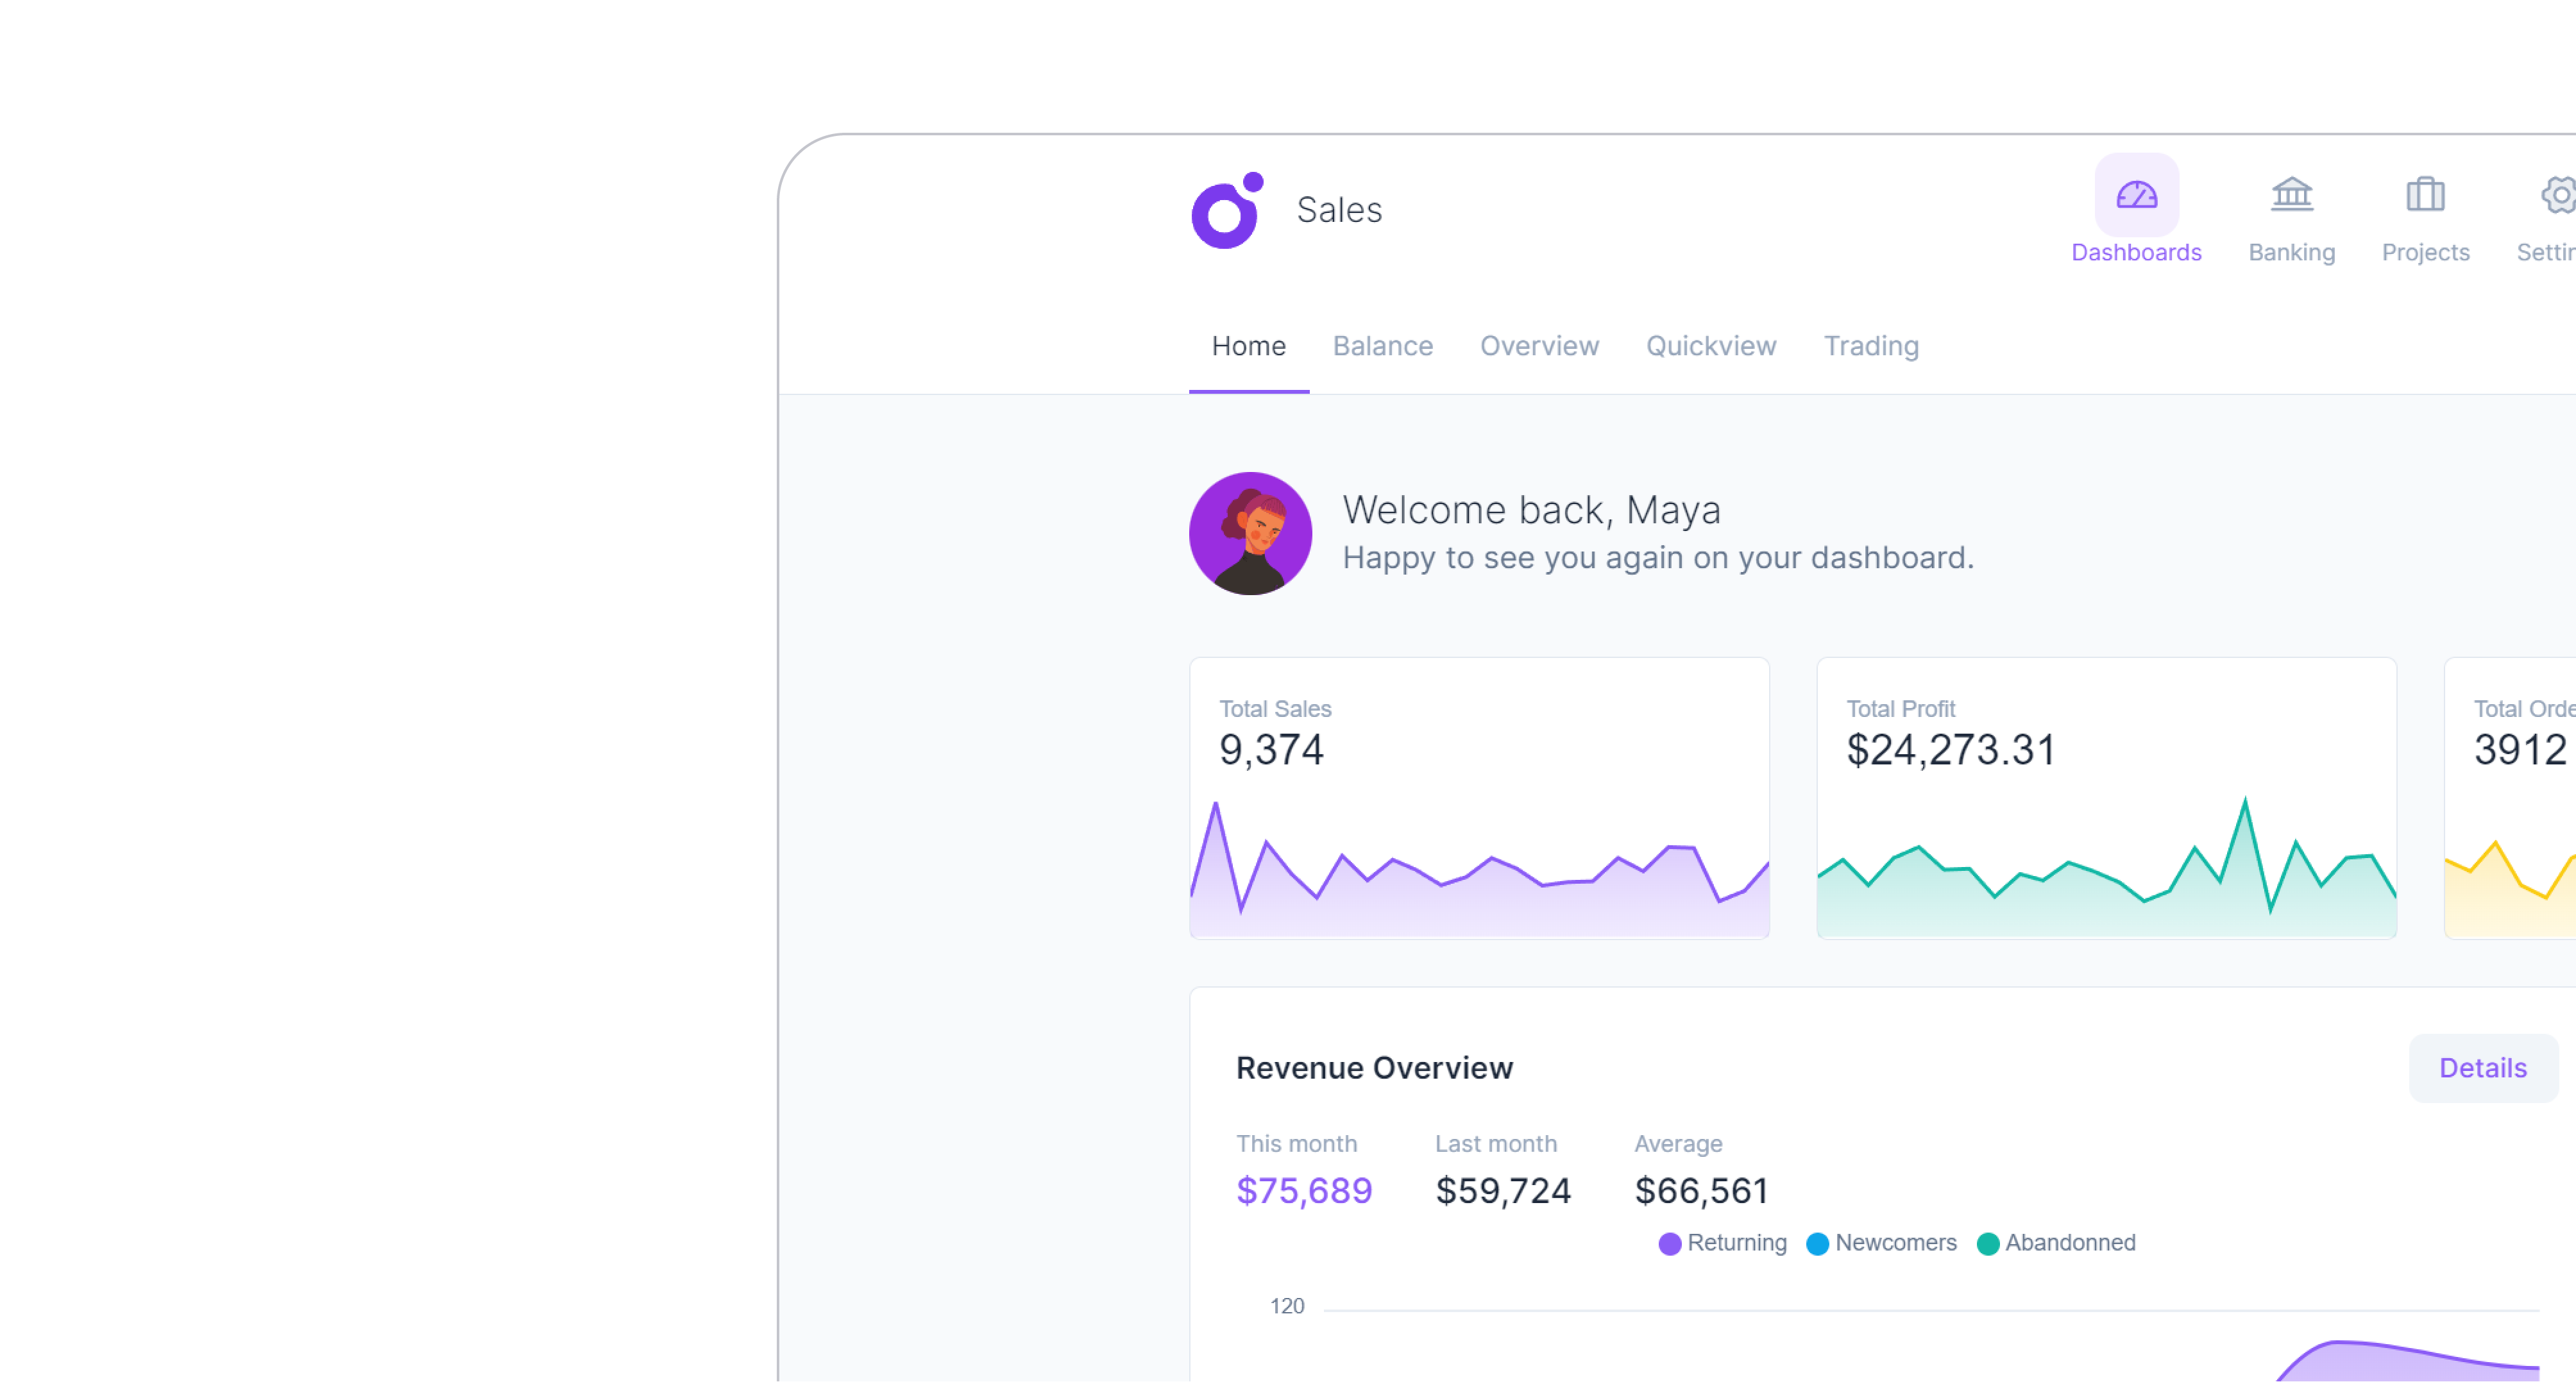 Sales
Dashboards
Banking
Projects
Home
Balance
Overview
Quickview
Trading
Welcome back, Maya
Happy to see you again on your dashboard.
Total Sales
9,374
Total Profit
$24,273.31
Total
3912
Revenue Overview
Details
This month
Last month
Average
$75,689
$59,724
$66,561
Returning
Newcomers
Abandonned
120